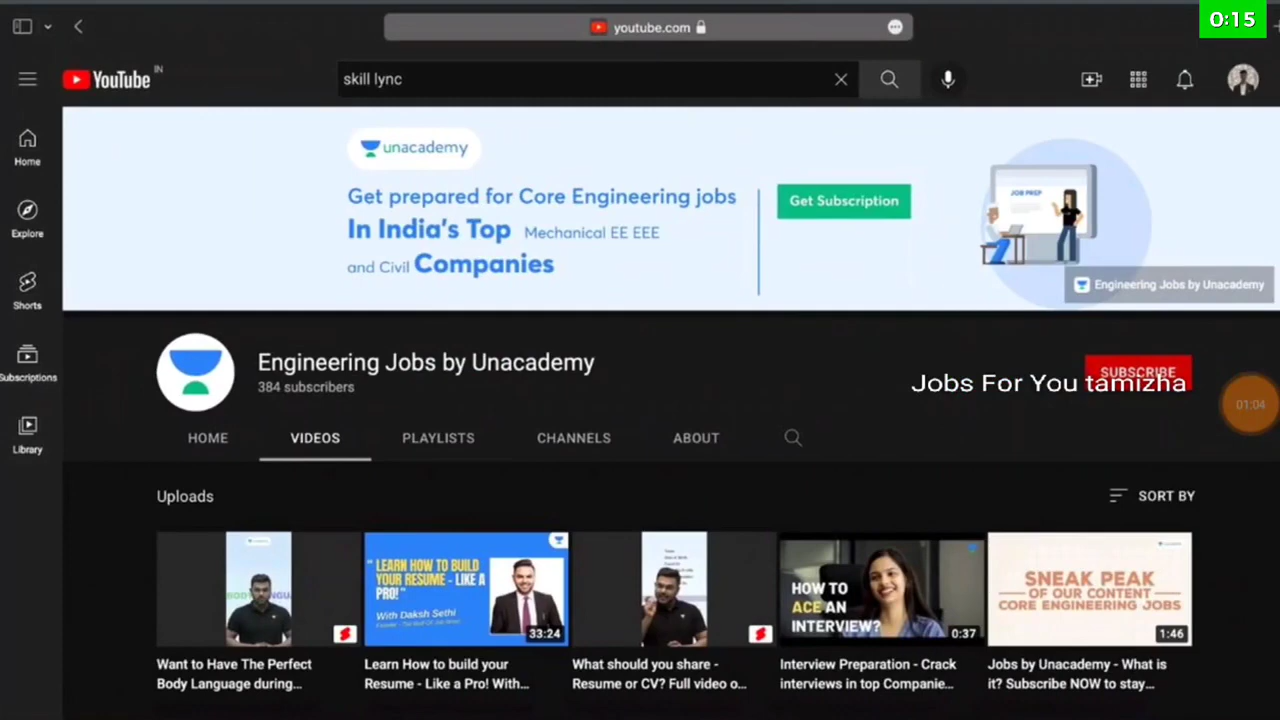 0:15
youtube.com
YouTube IN
skill lync
Home
Explore
Shorts
Subscriptions
Library
unacademy
Get prepared for Core Engineering jobs
In India's Top Mechanical EE EEE
and Civil Companies
Get Subscription
JOB PREP
Engineering Jobs by Unacademy
Engineering Jobs by Unacademy
384 subscribers
SUBSCRIBE
Jobs For You tamizha
01:04
HOME VIDEOS PLAYLISTS CHANNELS ABOUT
Uploads
SORT BY
"LEARN HOW TO BUILD
YOUR RESUME - LIKE A
PRO!"
With Daksh Sethi
33:24
HOW TO
ACE AN
INTERVIEW?
0:37
SNEAK PEAK
OF OUR CONTENT
CORE ENGINEERING JOBS
1:46
Want to Have The Perfect
Body Language during...
Learn How to build your
Resume - Like a Pro! With...
What should you share -
Resume or CV? Full video o...
Interview Preparation - Crack
interviews in top Companie...
Jobs by Unacademy - What is
it? Subscribe NOW to stay...